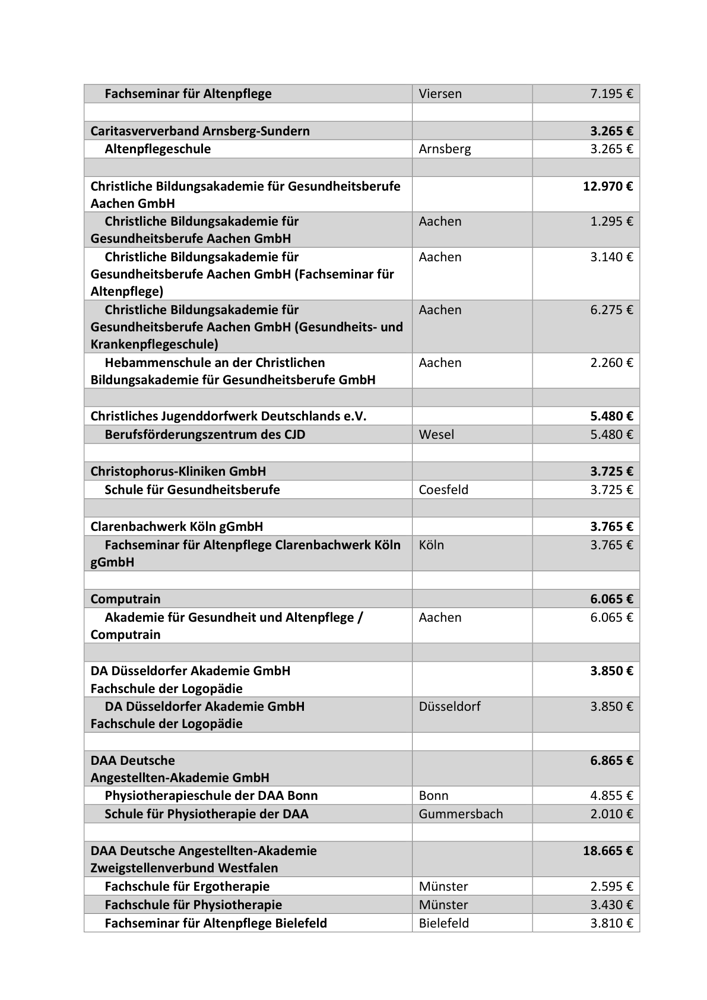 Fachseminar für Altenpflege Viersen 7.195 €
Caritasververband Arnsberg-Sundern 3.265 €
Altenpflegeschule Arnsberg 3.265 €
Christliche Bildungsakademie für Gesundheitsberufe 12.970 €
Aachen GmbH
Christliche Bildungsakademie für Aachen 1.295 €
Gesundheitsberufe Aachen GmbH
Christliche Bildungsakademie für Aachen 3.140 €
Gesundheitsberufe Aachen GmbH (Fachseminar für
Altenpflege)
Christliche Bildungsakademie für Aachen 6.275 €
Gesundheitsberufe Aachen GmbH (Gesundheits- und
Krankenpflegeschule)
Hebammenschule an der Christlichen Aachen 2.260 €
Bildungsakademie für Gesundheitsberufe GmbH
Christliches Jugenddorfwerk Deutschlands e.V. 5.480 €
Berufsförderungszentrum des CJD Wesel 5.480 €
Christophorus-Kliniken GmbH 3.725 €
Schule für Gesundheitsberufe Coesfeld 3.725 €
Clarenbachwerk Köln gGmbH 3.765 €
Fachseminar für Altenpflege Clarenbachwerk Köln Köln 3.765 €
gGmbH
Computrain 6.065 €
Akademie für Gesundheit und Altenpflege / Aachen 6.065 €
Computrain
DA Düsseldorfer Akademie GmbH 3.850 €
Fachschule der Logopädie
DA Düsseldorfer Akademie GmbH Düsseldorf 3.850 €
Fachschule der Logopädie
DAA Deutsche 6.865 €
Angestellten-Akademie GmbH
Physiotherapieschule der DAA Bonn Bonn 4.855 €
Schule für Physiotherapie der DAA Gummersbach 2.010 €
DAA Deutsche Angestellten-Akademie 18.665 €
Zweigstellenverbund Westfalen
Fachschule für Ergotherapie Münster 2.595 €
Fachschule für Physiotherapie Münster 3.430 €
Fachseminar für Altenpflege Bielefeld Bielefeld 3.810 €